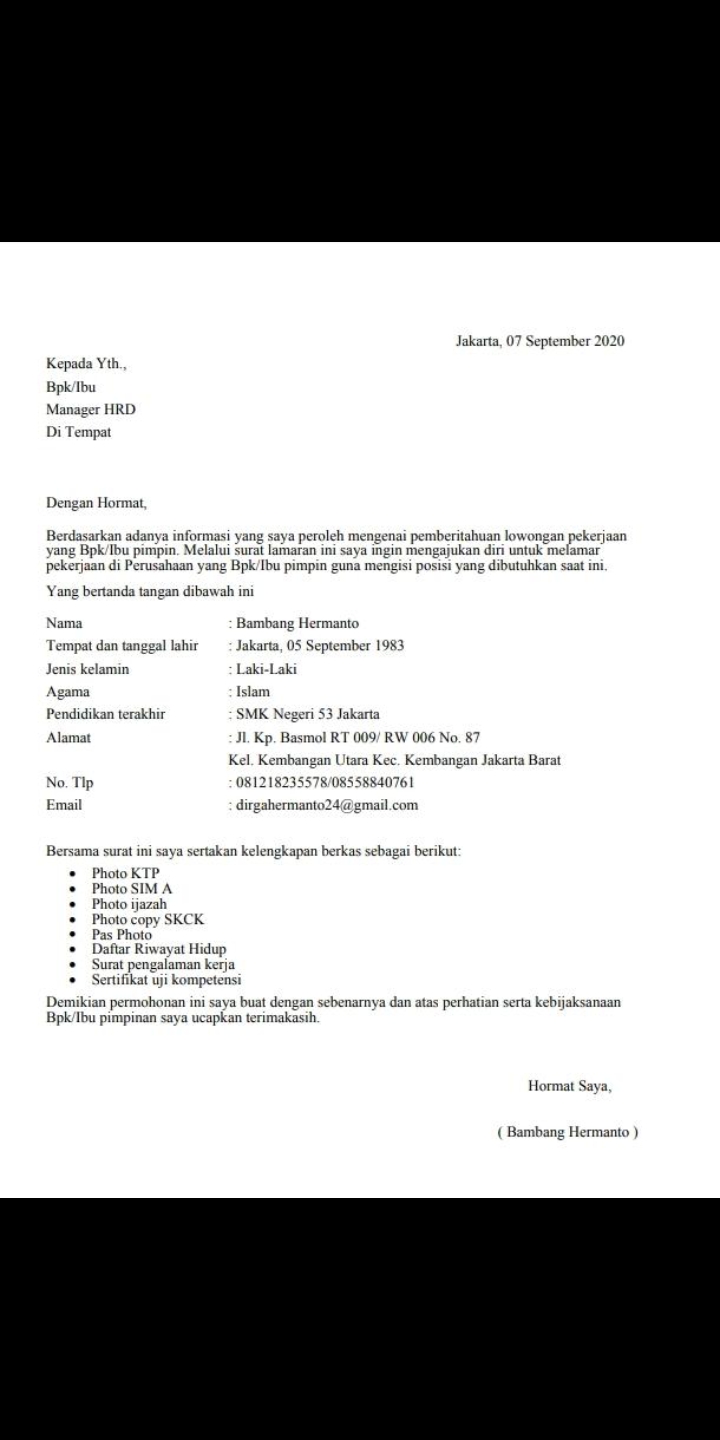 Jakarta, 07 September 2020
Kepada Yth.,
Bpk/Ibu
Manager HRD
Di Tempat
Dengan Hormat,
Berdasarkan adanya informasi yang saya peroleh mengenai pemberitahuan lowongan pekerjaan
yang Bpk/Ibu pimpin. Melalui surat lamaran ini saya ingin mengajukan diri untuk melamar
pekerjaan di Perusahaan yang Bpk/Ibu pimpin guna mengisi posisi yang dibutuhkan saat ini.
Yang bertanda tangan dibawah ini
Nama : Bambang Hermanto
Tempat dan tanggal lahir : Jakarta, 05 September 1983
Jenis kelamin : Laki-Laki
Agama : Islam
Pendidikan terakhir : SMK Negeri 53 Jakarta
Alamat : Jl. Kp. Basmol RT 009/ RW 006 No. 87
Kel. Kembangan Utara Kec. Kembangan Jakarta Barat
No. Tlp : 081218235578/08558840761
Email : dirgahermanto24@gmail.com
Bersama surat ini saya sertakan kelengkapan berkas sebagai berikut:
• Photo KTP
• Photo SIM A
• Photo ijazah
• Photo copy SKCK
• Pas Photo
• Daftar Riwayat Hidup
• Surat pengalaman kerja
• Sertifikat uji kompetensi
Demikian permohonan ini saya buat dengan sebenarnya dan atas perhatian serta kebijaksanaan
Bpk/Ibu pimpinan saya ucapkan terimakasih.
Hormat Saya,
( Bambang Hermanto )